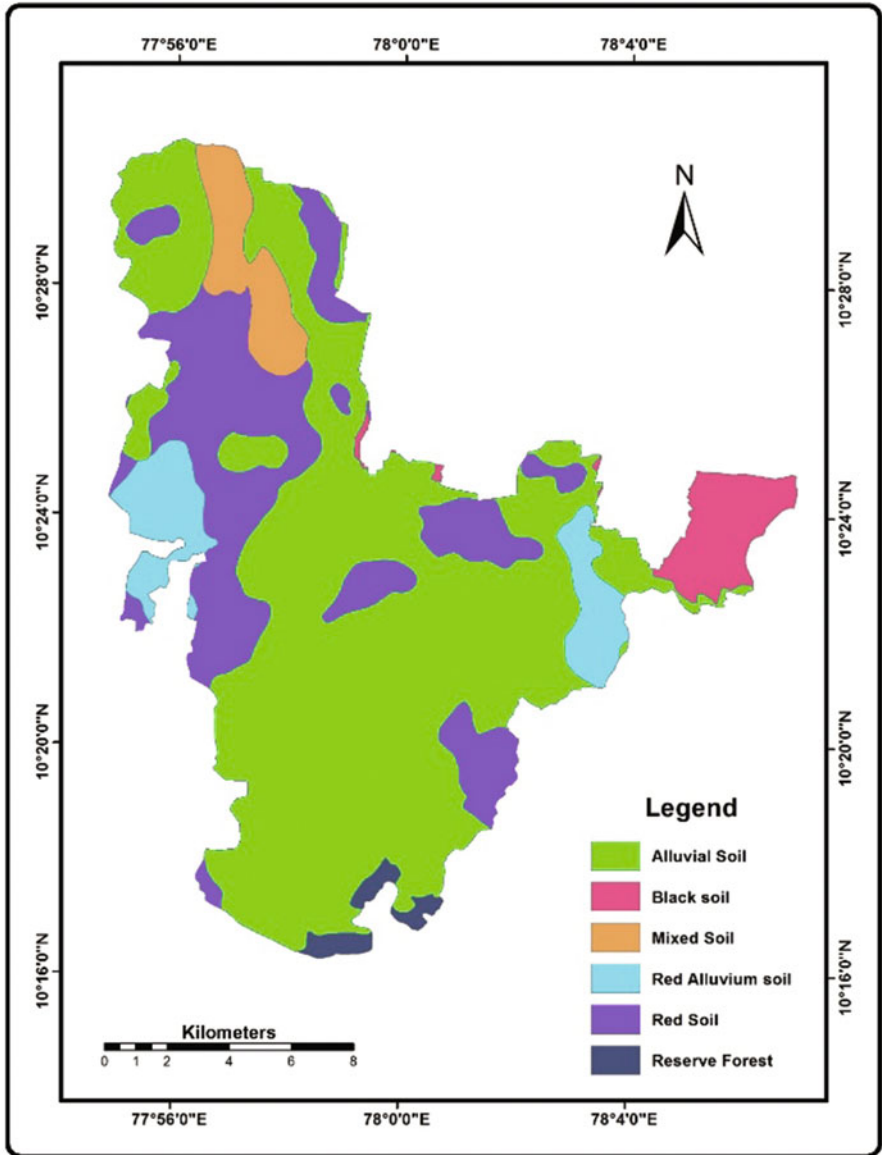 77°56'0"E 78°0'0"E 78°4'0"E
N
10°28'0"N 10°28'0"N
10°24'0"N 10°24'0"N
10°20'0"N 10°20'0"N
10°16'0"N 10°16'0"N
Legend
Alluvial Soil
Black soil
Mixed Soil
Red Alluvium soil
Red Soil
Reserve Forest
Kilometers
0 1 2 4 6 8
77°56'0"E 78°0'0"E 78°4'0"E